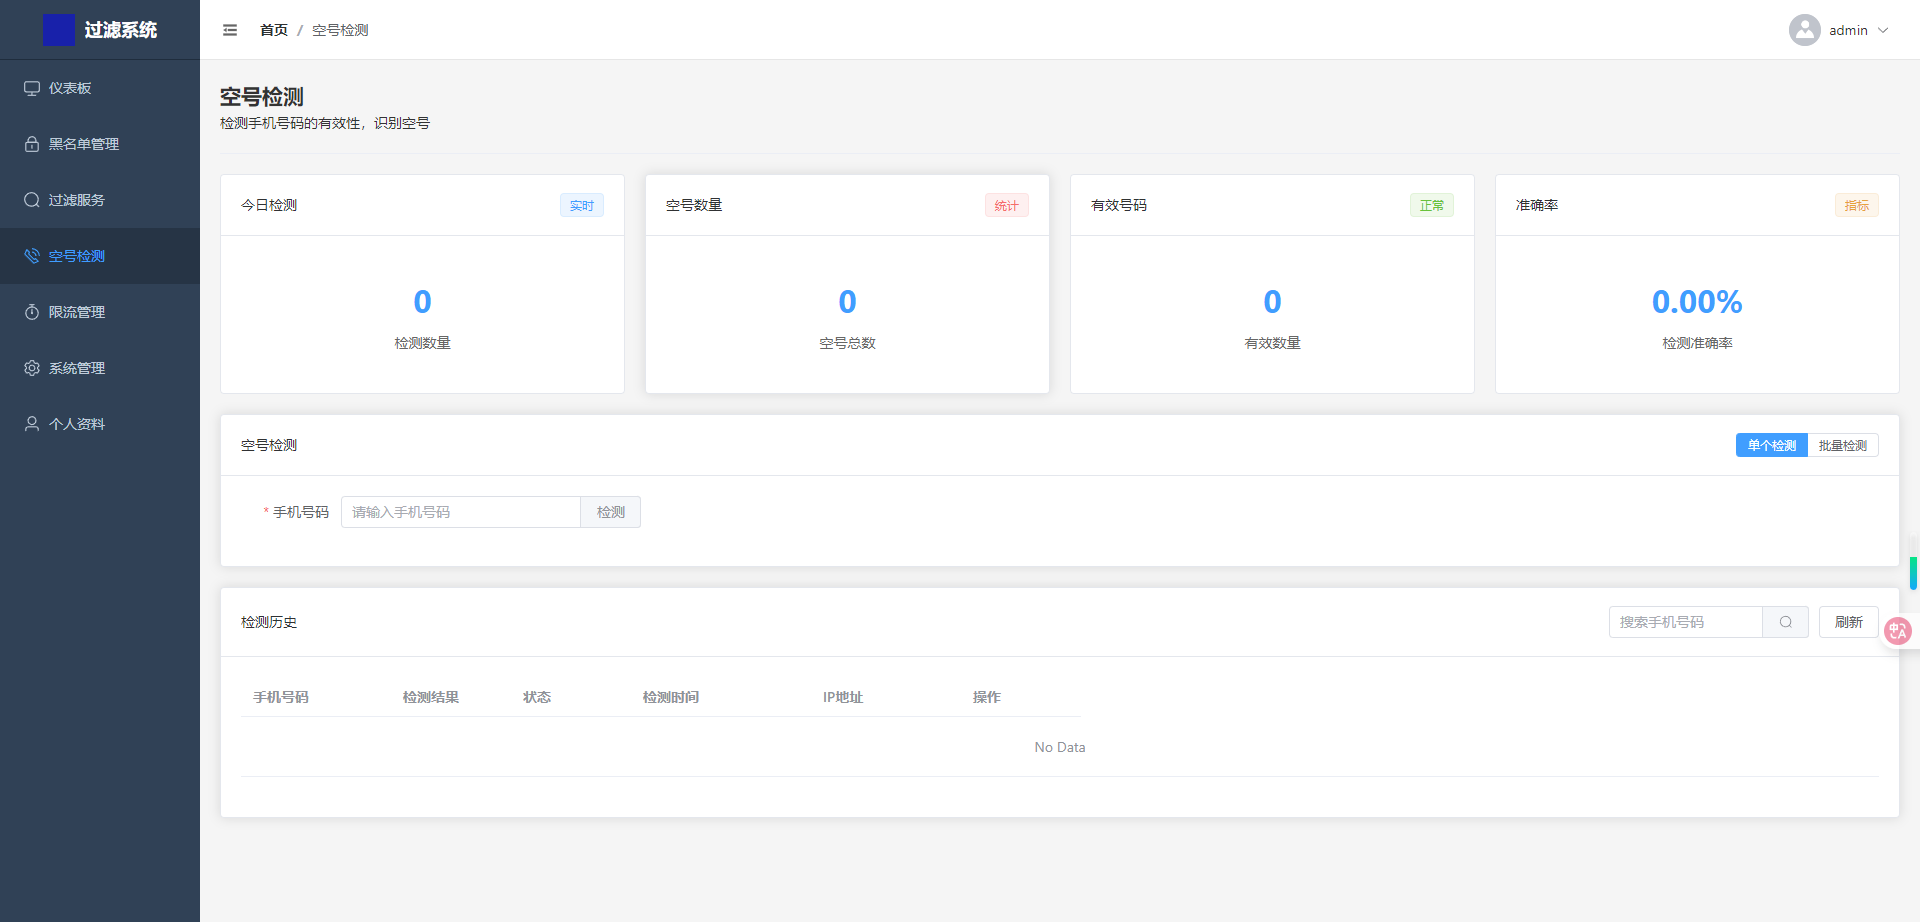 过滤系统
首页 / 空号检测
admin
仪表板
黑名单管理
过滤服务
空号检测
限流管理
系统管理
个人资料
空号检测
检测手机号码的有效性，识别空号
今日检测 实时
0
检测数量
空号数量 统计
0
空号总数
有效号码 正常
0
有效数量
准确率 指标
0.00%
检测准确率
空号检测 单个检测 批量检测
* 手机号码 请输入手机号码 检测
检测历史 搜索手机号码 刷新
中A
手机号码 检测结果 状态 检测时间 IP地址 操作
No Data